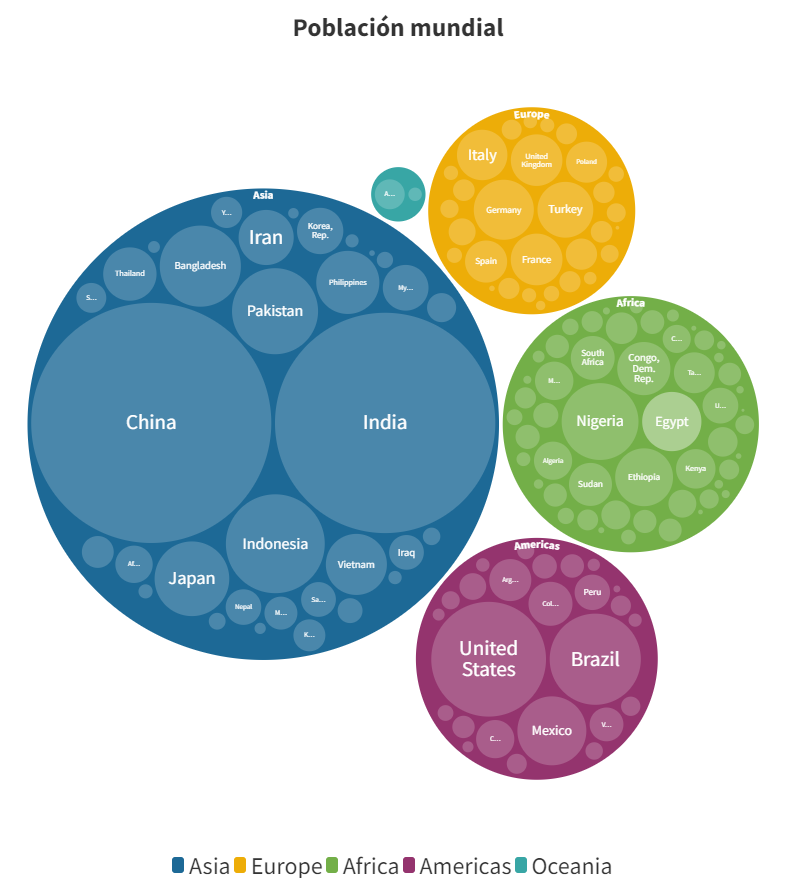 Población mundial
Europe
Italy
United
Kingdom
Poland
Germany
Turkey
Spain
France
A...
Asia
Y...
Iran
Korea,
Rep.
Bangladesh
Thailand
Philippines
My...
S...
Pakistan
China
India
Indonesia
Vietnam
Iraq
Af...
Japan
Nepal
M...
Sa...
K...
Africa
C...
South
Africa
Congo,
Dem.
Rep.
Ta...
M...
U...
Nigeria
Egypt
Algeria
Sudan
Ethiopia
Kenya
Americas
Arg...
Col...
Peru
United
States
Brazil
Mexico
V...
C...
Asia Europe Africa Americas Oceania